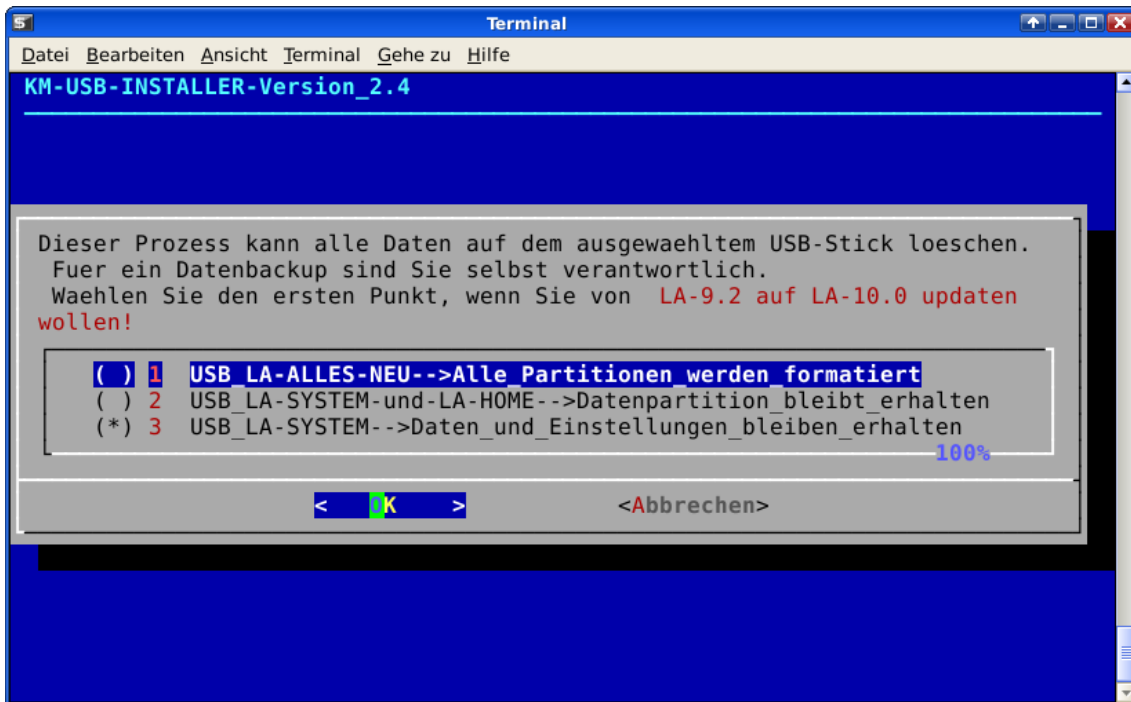 Terminal
Datei Bearbeiten Ansicht Terminal Gehe zu Hilfe
KM-USB-INSTALLER-Version_2.4
Dieser Prozess kann alle Daten auf dem ausgewaehltem USB-Stick loeschen.
Fuer ein Datenbackup sind Sie selbst verantwortlich.
Waehlen Sie den ersten Punkt, wenn Sie von LA-9.2 auf LA-10.0 updaten
wollen!
( ) 1 USB_LA-ALLES-NEU-->Alle_Partitionen_werden_formatiert
( ) 2 USB_LA-SYSTEM-und-LA-HOME-->Datenpartition_bleibt_erhalten
(*) 3 USB_LA-SYSTEM-->Daten_und_Einstellungen_bleiben_erhalten
100%
< OK > <Abbrechen>